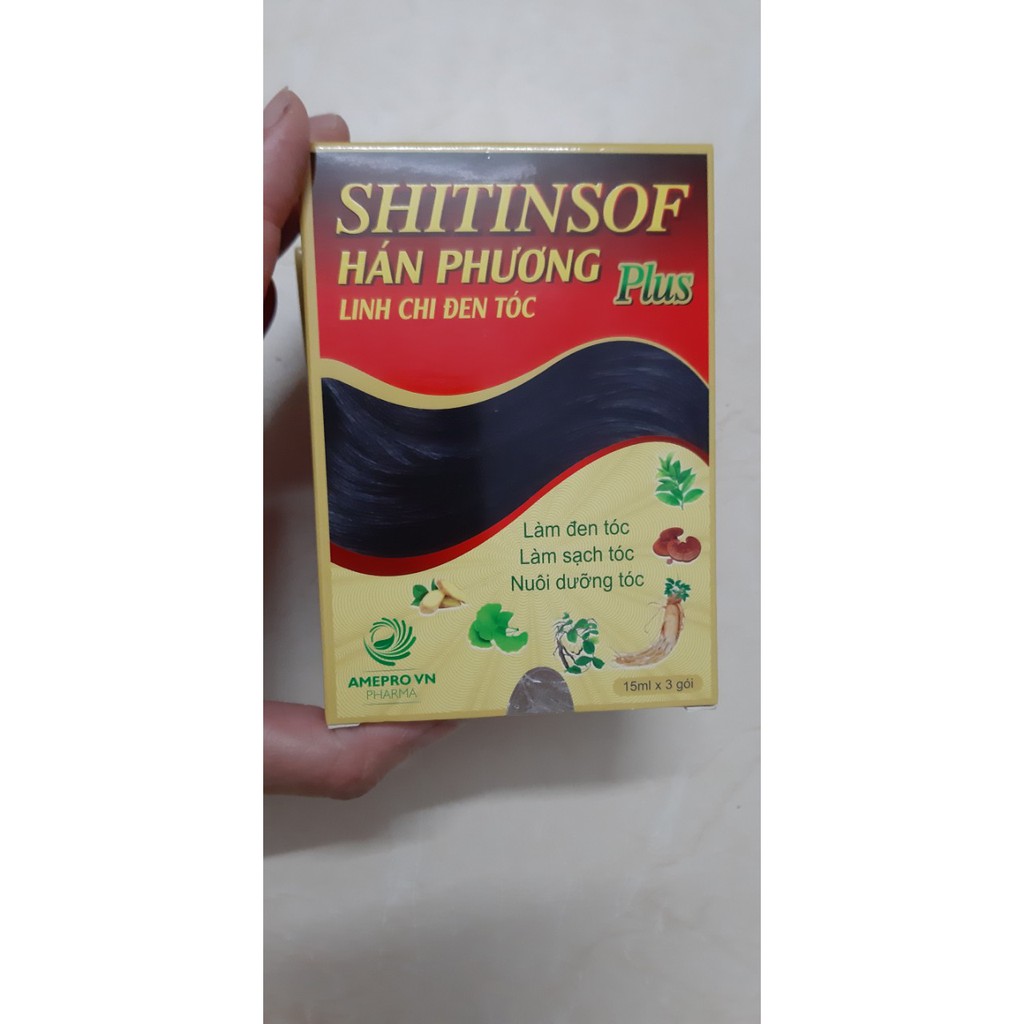 SHITINSOF
HÁN PHƯƠNG Plus
LINH CHI ĐEN TÓC
Làm đen tóc
Làm sạch tóc
Nuôi dưỡng tóc
AMEPRO VN
PHARMA
15ml x 3 gói